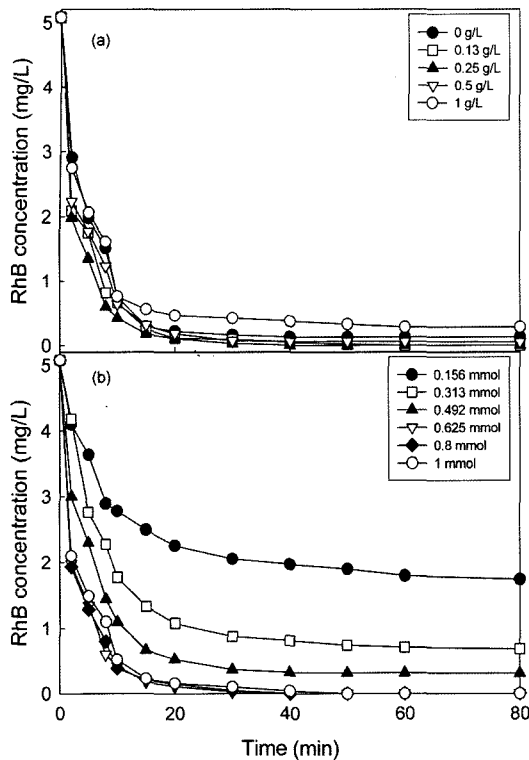 (a)
0 g/L
0.13 g/L
0.25 g/L
0.5 g/L
1 g/L
RhB concentration (mg/L)
5
4
3
2
1
0
(b)
0.156 mmol
0.313 mmol
0.492 mmol
0.625 mmol
0.8 mmol
1 mmol
RhB concentration (mg/L)
5
4
3
2
1
0
0 20 40 60 80
Time (min)